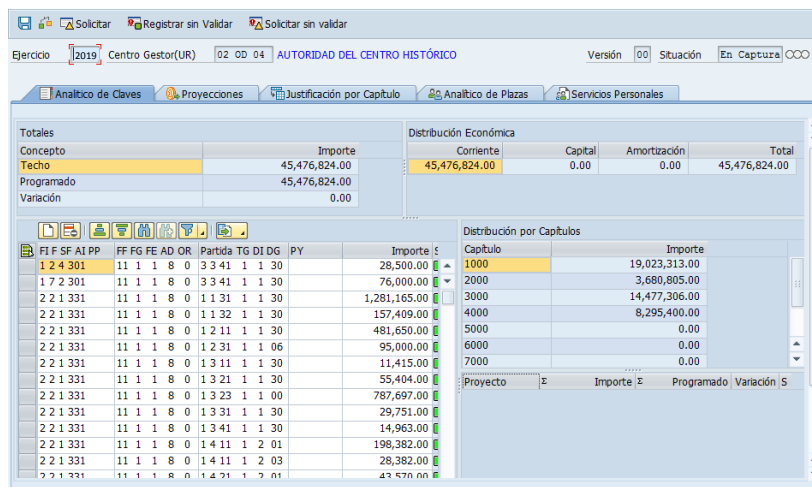 Solicitar Registrar sin Validar Solicitar sin validar
Ejercicio 2019 Centro Gestor(UR) 02 OD 04 AUTORIDAD DEL CENTRO HISTÓRICO Versión 00 Situación En Captura
Analítico de Claves Proyecciones Justificación por Capítulo Analítico de Plazas Servicios Personales
Totales
Concepto Importe
Techo 45,476,824.00
Programado 45,476,824.00
Variación 0.00
Distribución Económica
Corriente Capital Amortización Total
45,476,824.00 0.00 0.00 45,476,824.00
FI F SF AI PP FF FG FE AD OR Partida TG DI DG PY Importe S
1 2 4 301 11 1 1 8 0 3 3 41 1 1 30 28,500.00
1 7 2 301 11 1 1 8 0 3 3 41 1 1 30 76,000.00
2 2 1 331 11 1 1 8 0 1 1 31 1 1 30 1,281,165.00
2 2 1 331 11 1 1 8 0 1 1 32 1 1 30 157,409.00
2 2 1 331 11 1 1 8 0 1 2 11 1 1 30 481,650.00
2 2 1 331 11 1 1 8 0 1 2 31 1 1 06 95,000.00
2 2 1 331 11 1 1 8 0 1 3 11 1 1 30 11,415.00
2 2 1 331 11 1 1 8 0 1 3 21 1 1 30 55,404.00
2 2 1 331 11 1 1 8 0 1 3 23 1 1 00 787,697.00
2 2 1 331 11 1 1 8 0 1 3 31 1 1 30 29,751.00
2 2 1 331 11 1 1 8 0 1 3 41 1 1 30 14,963.00
2 2 1 331 11 1 1 8 0 1 4 11 1 2 01 198,382.00
2 2 1 331 11 1 1 8 0 1 4 11 1 2 03 28,382.00
2 2 1 331 11 1 1 8 0 1 4 21 1 2 01 43,570.00
Distribución por Capítulos
Capítulo Importe
1000 19,023,313.00
2000 3,680,805.00
3000 14,477,306.00
4000 8,295,400.00
5000 0.00
6000 0.00
7000 0.00
Proyecto Σ Importe Σ Programado Variación S